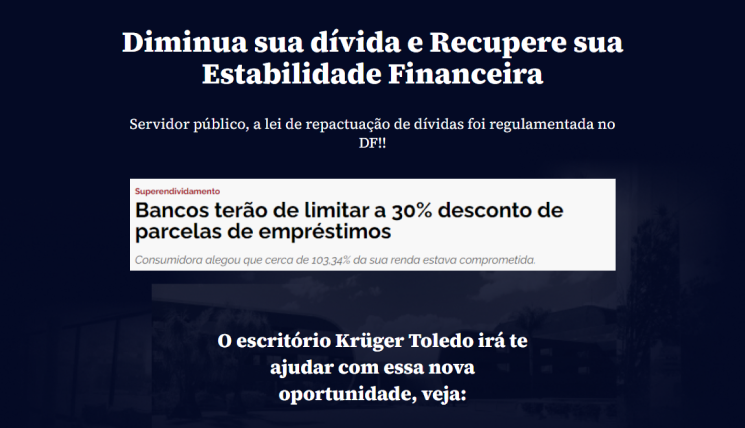 Diminua sua dívida e Recupere sua
Estabilidade Financeira
Servidor público, a lei de repactuação de dívidas foi regulamentada no
DF!!
Superendividamento
Bancos terão de limitar a 30% desconto de
parcelas de empréstimos
Consumidora alegou que cerca de 103,34% da sua renda estava comprometida.
O escritório Krüger Toledo irá te
ajudar com essa nova
oportunidade, veja: